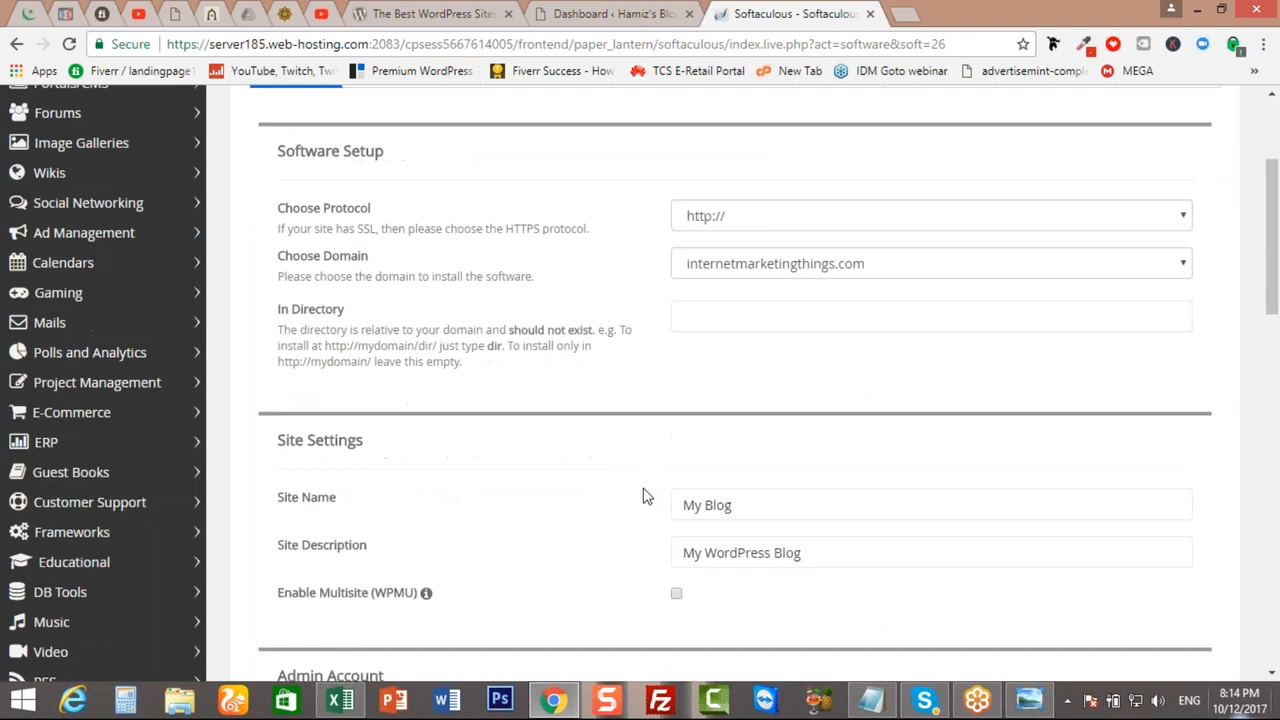 The Best WordPress Sites
Dashboard ‹ Hamiz's Blo
Softaculous - Softaculou
Secure
https://server185.web-hosting.com:2083/cpsess5667614005/frontend/paper_lantern/softaculous/index.live.php?act=software&soft=26
Apps
Fiverr / landingpage
YouTube, Twitch, Twi
Premium WordPress
Fiverr Success - How
TCS E-Retail Portal
New Tab
IDM Goto webinar
advertisemint-comple
MEGA
Portals/CMS
Forums
Image Galleries
Wikis
Social Networking
Ad Management
Calendars
Gaming
Mails
Polls and Analytics
Project Management
E-Commerce
ERP
Guest Books
Customer Support
Frameworks
Educational
DB Tools
Music
Video
RSS
Software Setup
Choose Protocol
If your site has SSL, then please choose the HTTPS protocol.
http://
Choose Domain
Please choose the domain to install the software.
internetmarketingthings.com
In Directory
The directory is relative to your domain and should not exist. e.g. To
install at http://mydomain/dir/ just type dir. To install only in
http://mydomain/ leave this empty.
Site Settings
Site Name
My Blog
Site Description
My WordPress Blog
Enable Multisite (WPMU)
Admin Account
ENG
8:14 PM
10/12/2017